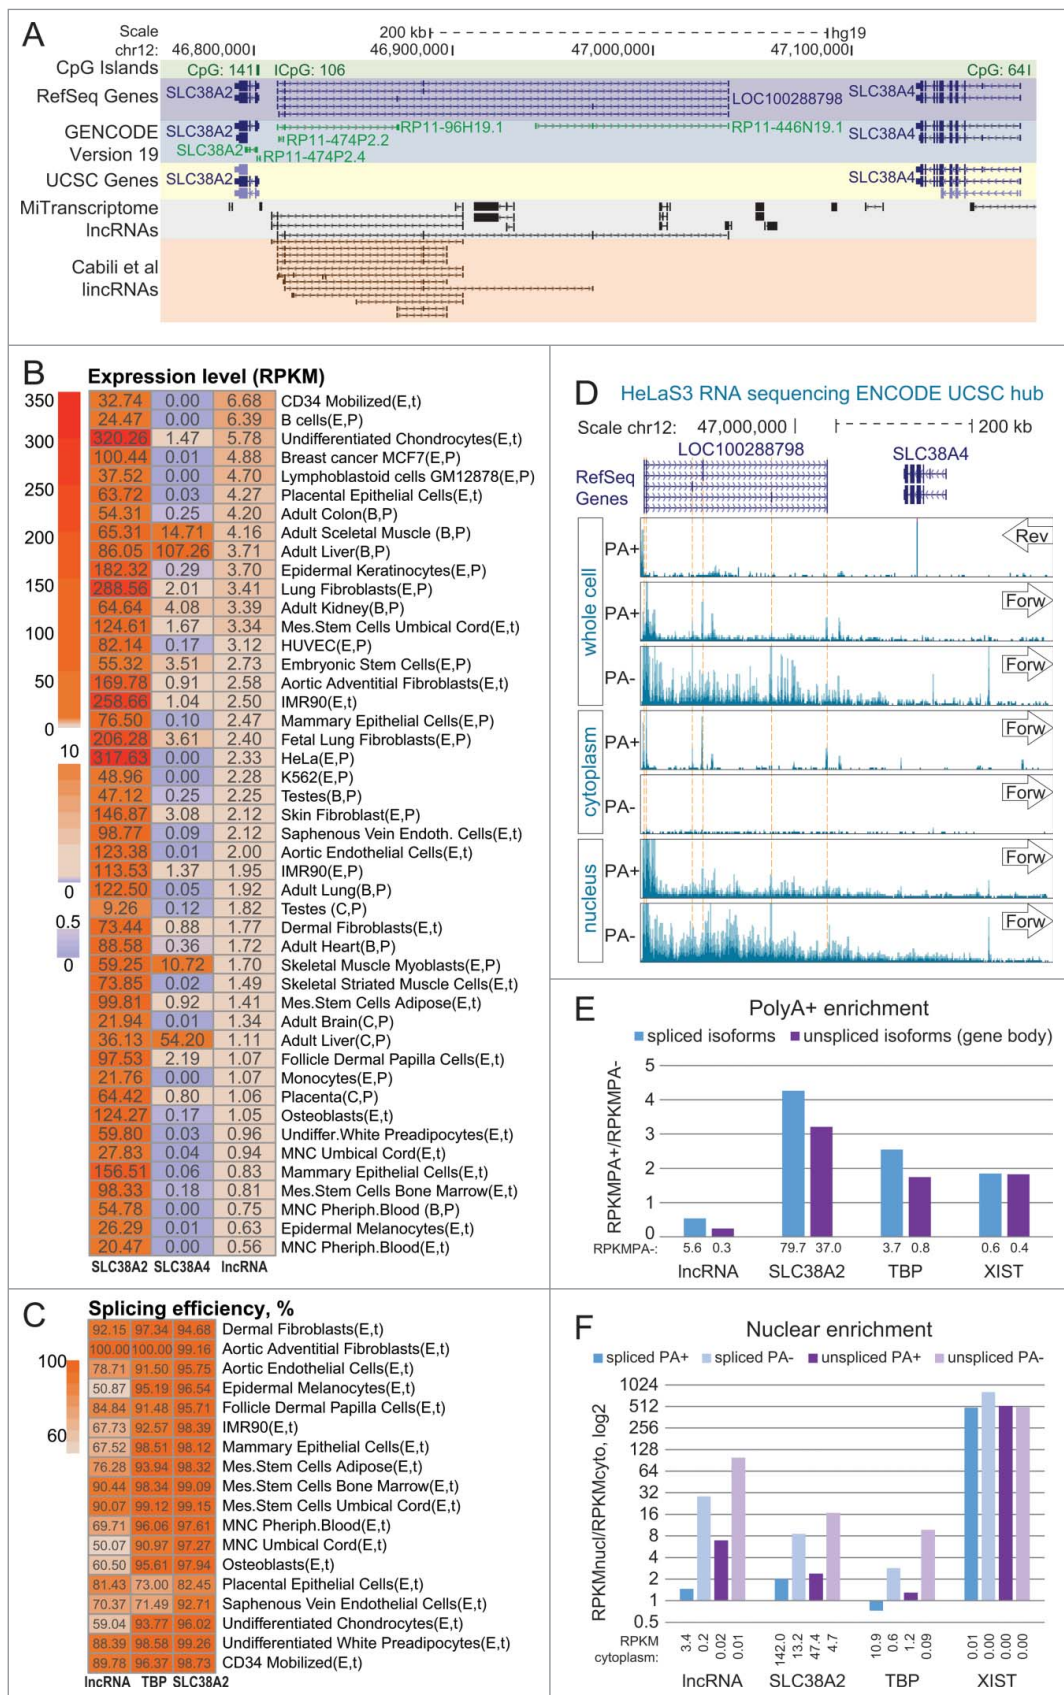 A
Scale 200 kb hg19
chr12: 46,800,000 46,900,000 47,000,000 47,100,000
CpG Islands CpG: 141 CpG: 106 CpG: 64
RefSeq Genes SLC38A2 LOC100288798 SLC38A4
GENCODE SLC38A2 RP11-96H19.1 RP11-446N19.1 SLC38A4
RP11-474P2.2
Version 19 SLC38A2 RP11-474P2.4
UCSC Genes SLC38A2 SLC38A4
MiTranscriptome
lncRNAs
Cabili et al
lincRNAs
B
Expression level (RPKM)
350
300
250
200
150
100
50
0
10
0
0.5
0
32.74 0.00 6.68 CD34 Mobilized(E,t)
24.47 0.00 6.39 B cells(E,P)
320.26 1.47 5.78 Undifferentiated Chondrocytes(E,t)
100.44 0.01 4.88 Breast cancer MCF7(E,P)
37.52 0.00 4.70 Lymphoblastoid cells GM12878(E,P)
63.72 0.03 4.27 Placental Epithelial Cells(E,t)
54.31 0.25 4.20 Adult Colon(B,P)
65.31 14.71 4.16 Adult Sceletal Muscle (B,P)
86.05 107.26 3.71 Adult Liver(B,P)
182.32 0.29 3.70 Epidermal Keratinocytes(E,P)
288.56 2.01 3.41 Lung Fibroblasts(E,P)
64.64 4.08 3.39 Adult Kidney(B,P)
124.61 1.67 3.34 Mes.Stem Cells Umbical Cord(E,t)
82.14 0.17 3.12 HUVEC(E,P)
55.32 3.51 2.73 Embryonic Stem Cells(E,P)
169.78 0.91 2.58 Aortic Adventitial Fibroblasts(E,t)
258.66 1.04 2.50 IMR90(E,t)
76.50 0.10 2.47 Mammary Epithelial Cells(E,P)
206.28 3.61 2.40 Fetal Lung Fibroblasts(E,P)
317.63 0.00 2.33 HeLa(E,P)
48.96 0.00 2.28 K562(E,P)
47.12 0.25 2.25 Testes(B,P)
146.87 3.08 2.12 Skin Fibroblast(E,P)
98.77 0.09 2.12 Saphenous Vein Endoth. Cells(E,t)
123.38 0.01 2.00 Aortic Endothelial Cells(E,t)
113.53 1.37 1.95 IMR90(E,P)
122.50 0.05 1.92 Adult Lung(B,P)
9.26 0.12 1.82 Testes (C,P)
73.44 0.88 1.77 Dermal Fibroblasts(E,t)
88.58 0.36 1.72 Adult Heart(B,P)
59.25 10.72 1.70 Skeletal Muscle Myoblasts(E,P)
73.85 0.02 1.49 Skeletal Striated Muscle Cells(E,t)
99.81 0.92 1.41 Mes.Stem Cells Adipose(E,t)
21.94 0.01 1.34 Adult Brain(C,P)
36.13 54.20 1.11 Adult Liver(C,P)
97.53 2.19 1.07 Follicle Dermal Papilla Cells(E,t)
21.76 0.00 1.07 Monocytes(E,P)
64.42 0.80 1.06 Placenta(C,P)
124.27 0.17 1.05 Osteoblasts(E,t)
59.80 0.03 0.96 Undiffer.White Preadipocytes(E,t)
27.83 0.04 0.94 MNC Umbical Cord(E,t)
156.51 0.06 0.83 Mammary Epithelial Cells(E,t)
98.33 0.18 0.81 Mes.Stem Cells Bone Marrow(E,t)
54.78 0.00 0.75 MNC Pheriph.Blood (B,P)
26.29 0.01 0.63 Epidermal Melanocytes(E,t)
20.47 0.00 0.56 MNC Pheriph.Blood(E,t)
SLC38A2 SLC38A4 lncRNA
C
Splicing efficiency, %
100
60
92.15 97.34 94.68 Dermal Fibroblasts(E,t)
100.00 100.00 99.16 Aortic Adventitial Fibroblasts(E,t)
78.71 91.50 95.75 Aortic Endothelial Cells(E,t)
50.87 95.19 96.54 Epidermal Melanocytes(E,t)
84.84 91.48 95.71 Follicle Dermal Papilla Cells(E,t)
67.73 92.57 98.39 IMR90(E,t)
67.52 98.51 98.12 Mammary Epithelial Cells(E,t)
76.28 93.94 98.32 Mes.Stem Cells Adipose(E,t)
90.44 98.34 99.09 Mes.Stem Cells Bone Marrow(E,t)
90.07 99.12 99.15 Mes.Stem Cells Umbical Cord(E,t)
69.71 96.06 97.61 MNC Pheriph.Blood(E,t)
50.07 90.97 97.27 MNC Umbical Cord(E,t)
60.50 95.61 97.94 Osteoblasts(E,t)
81.43 73.00 82.45 Placental Epithelial Cells(E,t)
70.37 71.49 92.71 Saphenous Vein Endothelial Cells(E,t)
59.04 93.77 96.02 Undifferentiated Chondrocytes(E,t)
88.39 98.58 99.26 Undifferentiated White Preadipocytes(E,t)
89.78 96.37 98.73 CD34 Mobilized(E,t)
lncRNA TBP SLC38A2
D
HeLaS3 RNA sequencing ENCODE UCSC hub
Scale chr12: 47,000,000 200 kb
LOC100288798 SLC38A4
RefSeq
Genes
whole cell
PA+ Rev
PA+ Forw
PA- Forw
cytoplasm
PA+ Forw
PA- Forw
nucleus
PA+ Forw
PA- Forw
E
PolyA+ enrichment
spliced isoforms unspliced isoforms (gene body)
RPKMPA+/RPKMPA-
5
4
3
2
1
0
RPKMPA-: 5.6 0.3 79.7 37.0 3.7 0.8 0.6 0.4
lncRNA SLC38A2 TBP XIST
F
Nuclear enrichment
spliced PA+ spliced PA- unspliced PA+ unspliced PA-
RPKMnucl/RPKMcyto, log2
1024
512
256
128
64
32
16
8
4
2
1
0.5
RPKM
cytoplasm: 3.4 0.2 0.02 0.01 142.0 13.2 47.4 4.7 10.9 0.6 1.2 0.09 0.01 0.00 0.00 0.00
lncRNA SLC38A2 TBP XIST